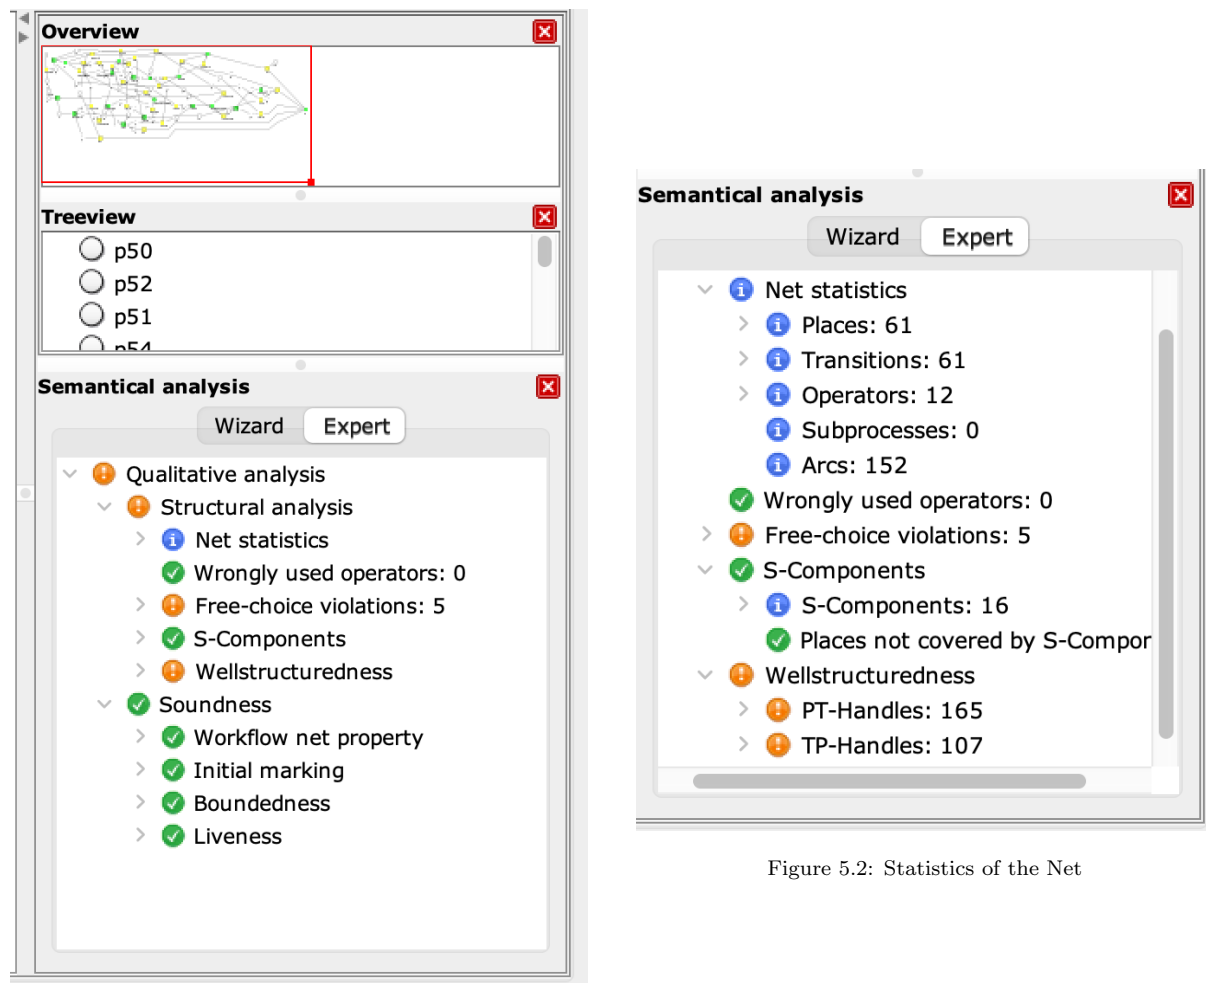 Overview
Treeview
p50
p52
p51
p54
Semantical analysis
Wizard
Expert
Qualitative analysis
Structural analysis
Net statistics
Wrongly used operators: 0
Free-choice violations: 5
S-Components
Wellstructuredness
Soundness
Workflow net property
Initial marking
Boundedness
Liveness
Semantical analysis
Wizard
Expert
Net statistics
Places: 61
Transitions: 61
Operators: 12
Subprocesses: 0
Arcs: 152
Wrongly used operators: 0
Free-choice violations: 5
S-Components
S-Components: 16
Places not covered by S-Compor
Wellstructuredness
PT-Handles: 165
TP-Handles: 107
Figure 5.2: Statistics of the Net